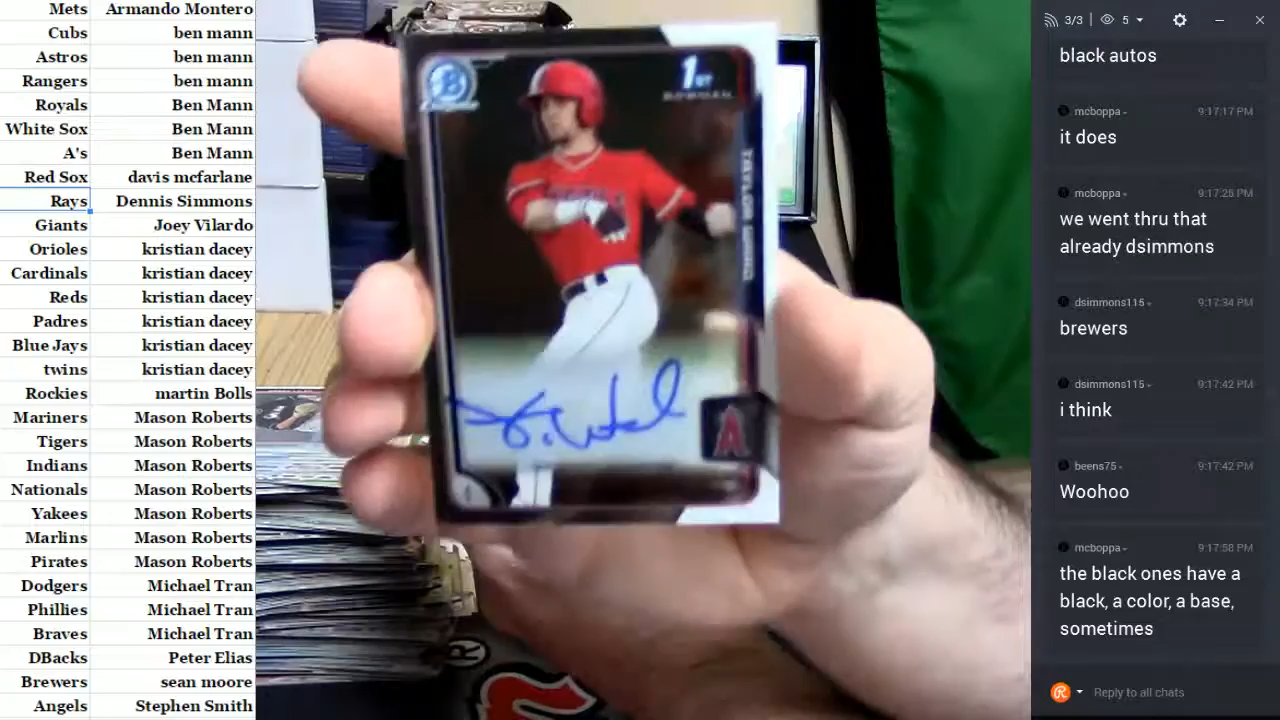 Mets Armando Montero
Cubs ben mann
Astros ben mann
Rangers ben mann
Royals Ben Mann
White Sox Ben Mann
A's Ben Mann
Red Sox davis mcfarlane
Rays Dennis Simmons
Giants Joey Vilardo
Orioles kristian dacey
Cardinals kristian dacey
Reds kristian dacey
Padres kristian dacey
Blue Jays kristian dacey
twins kristian dacey
Rockies martin Bolls
Mariners Mason Roberts
Tigers Mason Roberts
Indians Mason Roberts
Nationals Mason Roberts
Yakees Mason Roberts
Marlins Mason Roberts
Pirates Mason Roberts
Dodgers Michael Tran
Phillies Michael Tran
Braves Michael Tran
DBacks Peter Elias
Brewers sean moore
Angels Stephen Smith
B
1ST
BOWMAN
TAYLOR WARD
A
3/3 5
black autos
mcboppa 9:17:17 PM
it does
mcboppa 9:17:25 PM
we went thru that
already dsimmons
dsimmons115 9:17:34 PM
brewers
dsimmons115 9:17:42 PM
i think
beens75 9:17:42 PM
Woohoo
mcboppa 9:17:58 PM
the black ones have a
black, a color, a base,
sometimes
Reply to all chats